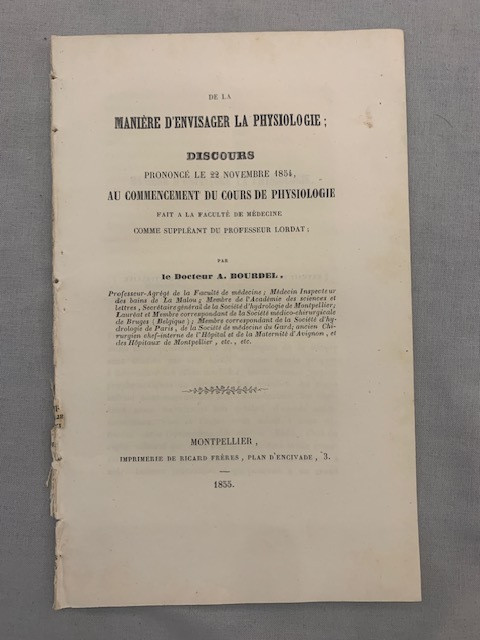 DE LA
MANIÈRE D'ENVISAGER LA PHYSIOLOGIE ;
DISCOURS
PRONONCÉ LE 22 NOVEMBRE 1854,
AU COMMENCEMENT DU COURS DE PHYSIOLOGIE
FAIT A LA FACULTÉ DE MÉDECINE
COMME SUPPLÉANT DU PROFESSEUR LORDAT ;
PAR
le Docteur A. BOURDEL,
Professeur-Agrégé de la Faculté de médecine ; Médecin Inspecteur
des bains de La Malou ; Membre de l'Académie des sciences et
lettres, Secrétaire général de la Société d'hydrologie de Montpellier;
Lauréat et Membre correspondant de la Société medico-chirurgicale
de Bruges (Belgique) ; Membre correspondant de la Société d'hy-
drologie de Paris, de la Société de médecine du Gard; ancien Chi-
rurgien chef-interne de l'Hôpital et de la Maternité d'Avignon, et
des Hôpitaux de Montpellier, etc., etc.
MONTPELLIER,
IMPRIMERIE DE RICARD FRÈRES, PLAN D'ENCIVADE, 3.
1855.